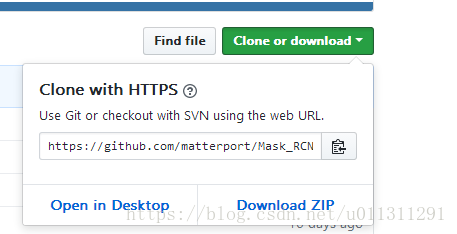 Find file
Clone or download
Clone with HTTPS
Use Git or checkout with SVN using the web URL.
https://github.com/matterport/Mask_RCN
Open in Desktop
Download ZIP
https://blog.csdn.net/u011311291
10 days ago